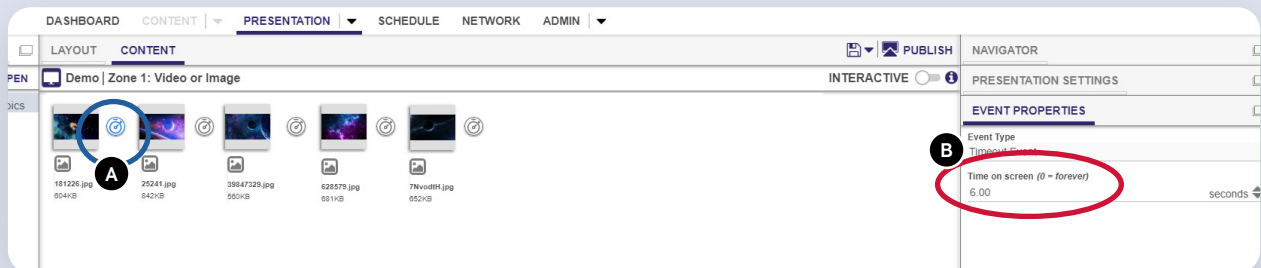 DASHBOARD CONTENT PRESENTATION SCHEDULE NETWORK ADMIN
LAYOUT CONTENT PUBLISH NAVIGATOR
PEN Demo | Zone 1: Video or Image INTERACTIVE PRESENTATION SETTINGS
pics
EVENT PROPERTIES
Event Type
Timeout Event
B
Time on screen (0 = forever)
6.00 seconds
A
181226.jpg 25241.jpg 39847329.jpg 628579.jpg 7NvodtH.jpg
604KB 842KB 560KB 681KB 652KB